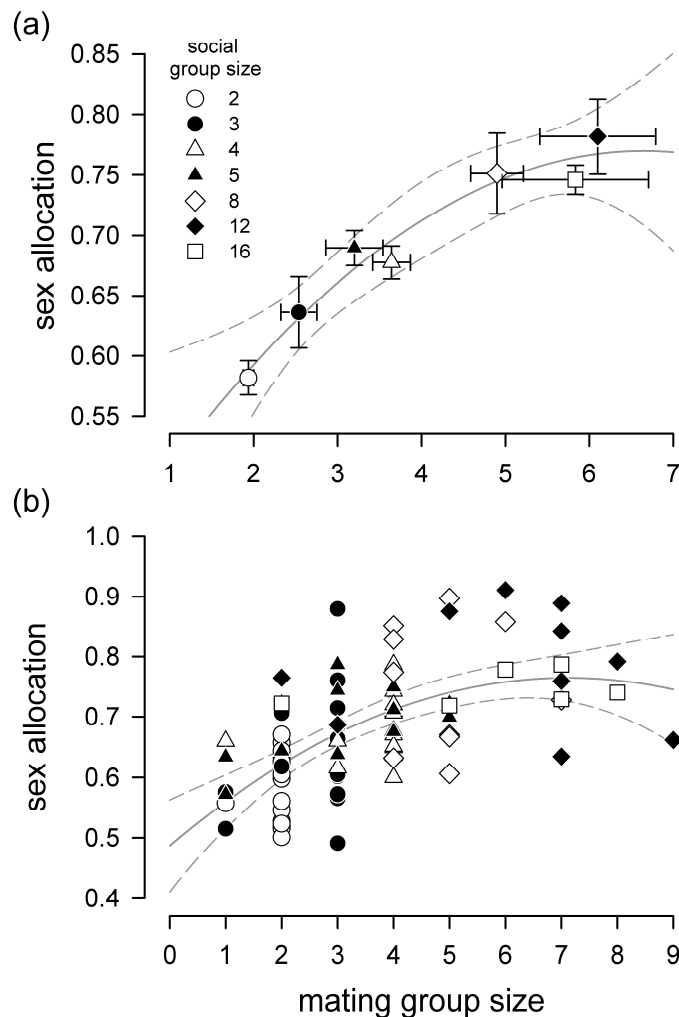 (a)
social
group size
2
3
4
5
8
12
16
0.85
0.80
0.75
0.70
0.65
0.60
0.55
sex allocation
1 2 3 4 5 6 7
(b)
1.0
0.9
0.8
0.7
0.6
0.5
0.4
sex allocation
0 1 2 3 4 5 6 7 8 9
mating group size